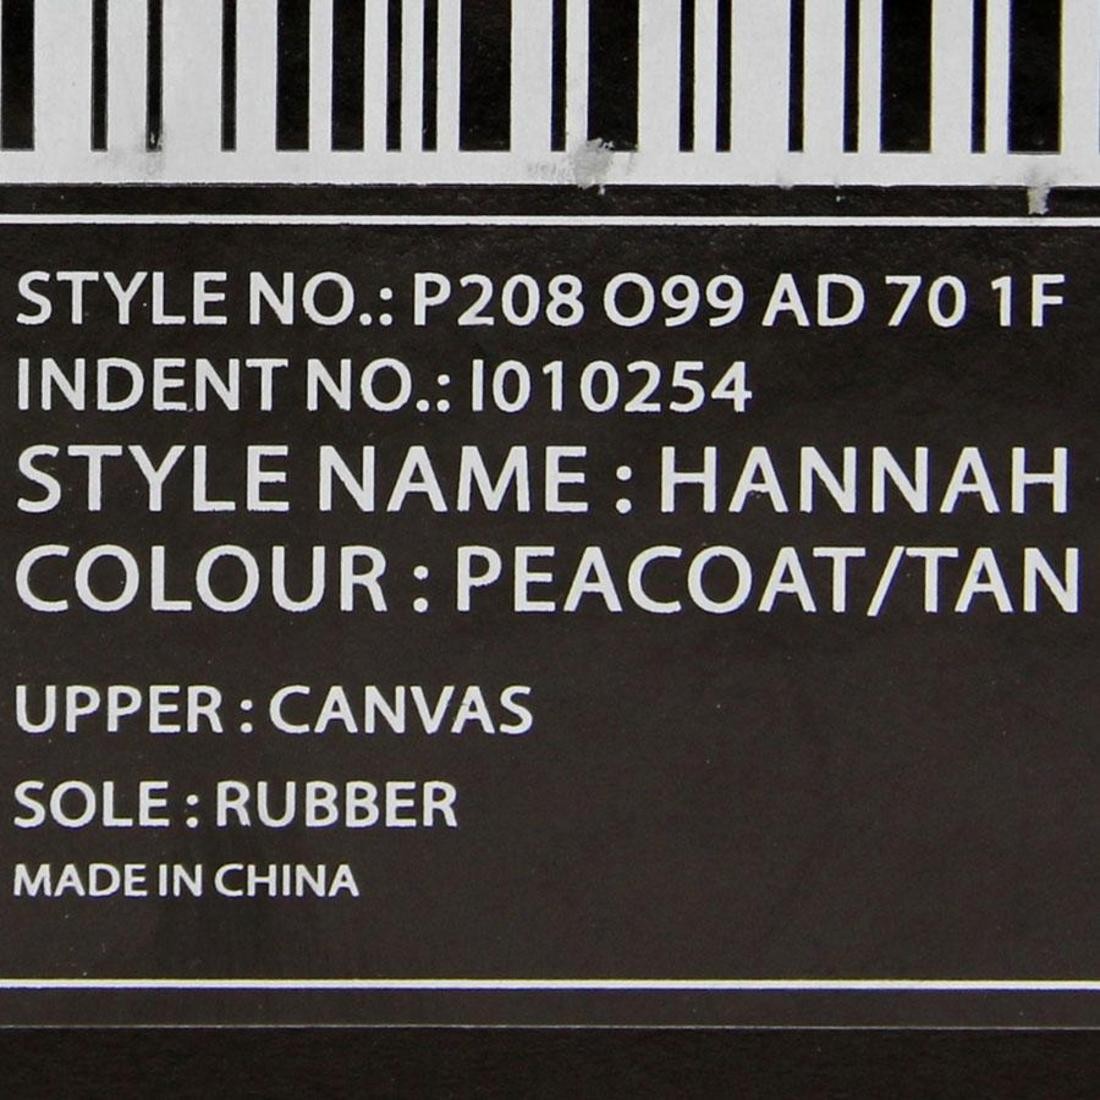 STYLE NO.: P208 O99 AD 70 1F
INDENT NO.: I010254
STYLE NAME : HANNAH
COLOUR : PEACOAT/TAN
UPPER : CANVAS
SOLE : RUBBER
MADE IN CHINA